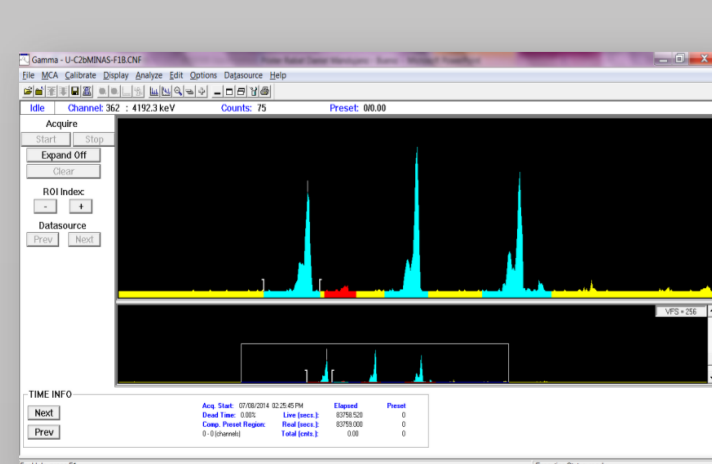 Gamma - U-C2bMINAS-F1B.CNF
File MCA Calibrate Display Analyze Edit Options Datasource Help
Idle Channel: 362 : 4192.3 keV Counts: 75 Preset: 0/0.00
Acquire
Start Stop
Expand Off
Clear
ROI Index:
- +
Datasource
Prev Next
VFS = 256
TIME INFO
Next
Prev
Acq. Start: 07/08/2014 02:25:45 PM Elapsed Preset
Dead Time: 0.00% Live (secs.): 83758.520 0
Comp. Preset Region: Real (secs.): 83759.000 0
0 - 0 (channels) Total (cnts.): 0.00 0